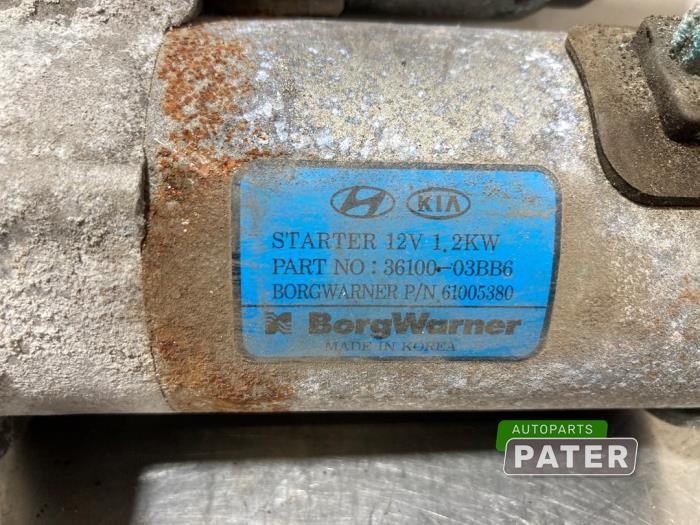 KIA
STARTER 12V 1.2KW
PART NO : 36100-03BB6
BORGWARNER P/N 61005380
BorgWarner
MADE IN KOREA
AUTOPARTS
PATER